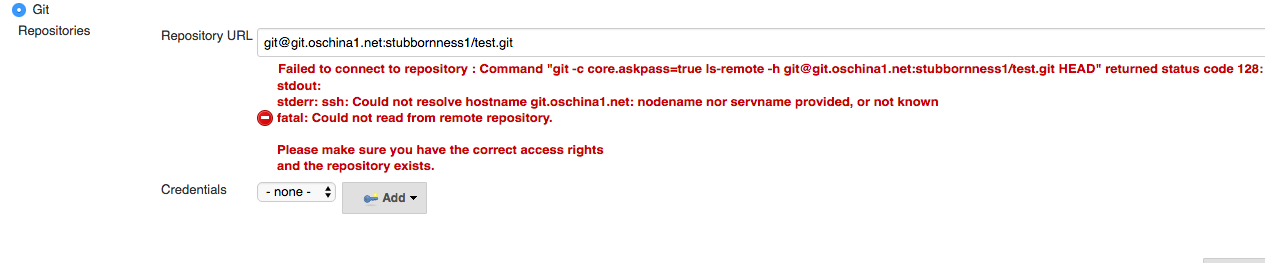 Git
Repositories
Repository URL
git@git.oschina1.net:stubbornness1/test.git
Failed to connect to repository : Command "git -c core.askpass=true ls-remote -h git@git.oschina1.net:stubbornness1/test.git HEAD" returned status code 128:
stdout:
stderr: ssh: Could not resolve hostname git.oschina1.net: nodename nor servname provided, or not known
fatal: Could not read from remote repository.
Please make sure you have the correct access rights
and the repository exists.
Credentials
- none -
Add